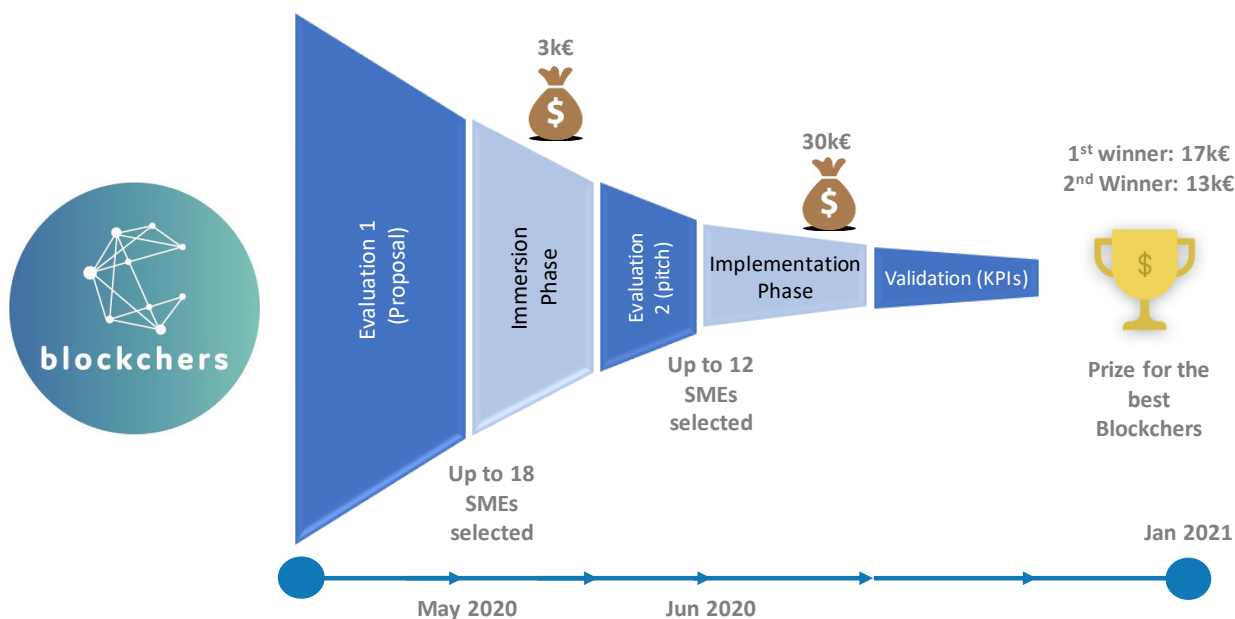 3k€
$
30k€
$
1st winner: 17k€
2nd Winner: 13k€
$
blockchers
Evaluation 1
(Proposal)
Immersion
Phase
Evaluation
2 (pitch)
Implementation
Phase
Validation (KPIs)
Up to 18
SMEs
selected
Up to 12
SMEs
selected
Prize for the
best
Blockchers
Jan 2021
May 2020
Jun 2020